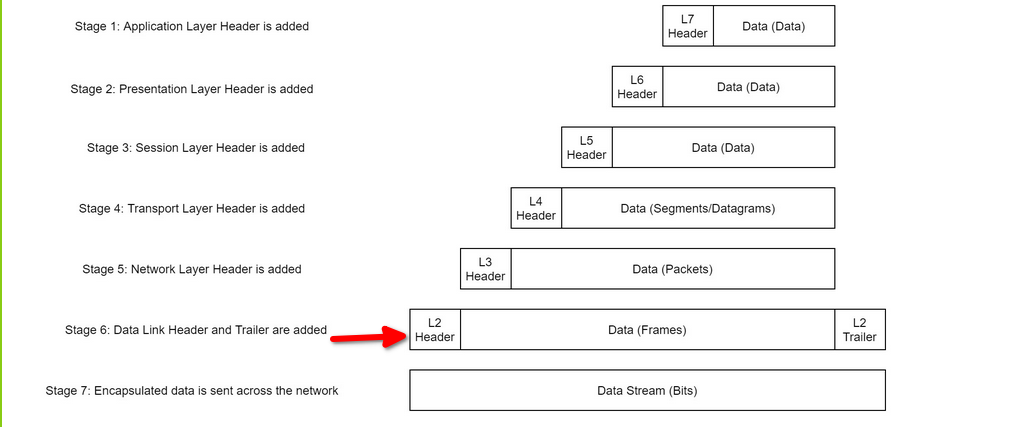 Stage 1: Application Layer Header is added
L7
Header
Data (Data)
Stage 2: Presentation Layer Header is added
L6
Header
Data (Data)
Stage 3: Session Layer Header is added
L5
Header
Data (Data)
Stage 4: Transport Layer Header is added
L4
Header
Data (Segments/Datagrams)
Stage 5: Network Layer Header is added
L3
Header
Data (Packets)
Stage 6: Data Link Header and Trailer are added
L2
Header
Data (Frames)
L2
Trailer
Stage 7: Encapsulated data is sent across the network
Data Stream (Bits)